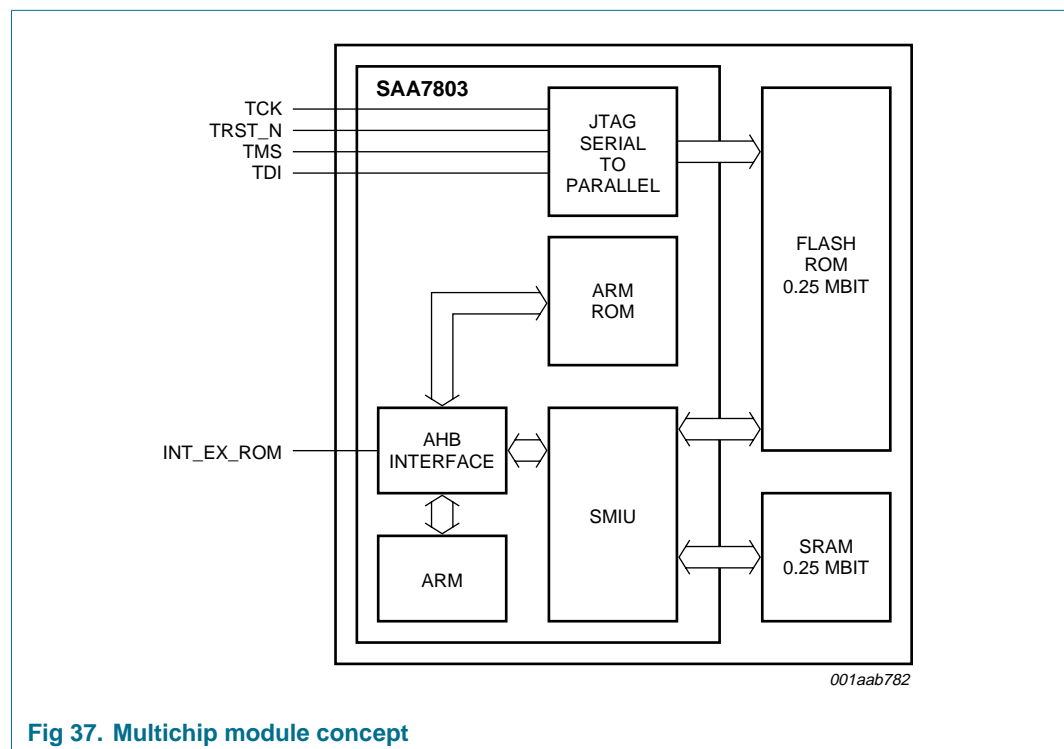 SAA7803
TCK
TRST_N
TMS
TDI
JTAG
SERIAL
TO
PARALLEL
FLASH
ROM
0.25 MBIT
ARM
ROM
INT_EX_ROM
AHB
INTERFACE
SMIU
ARM
SRAM
0.25 MBIT
001aab782
Fig 37. Multichip module concept